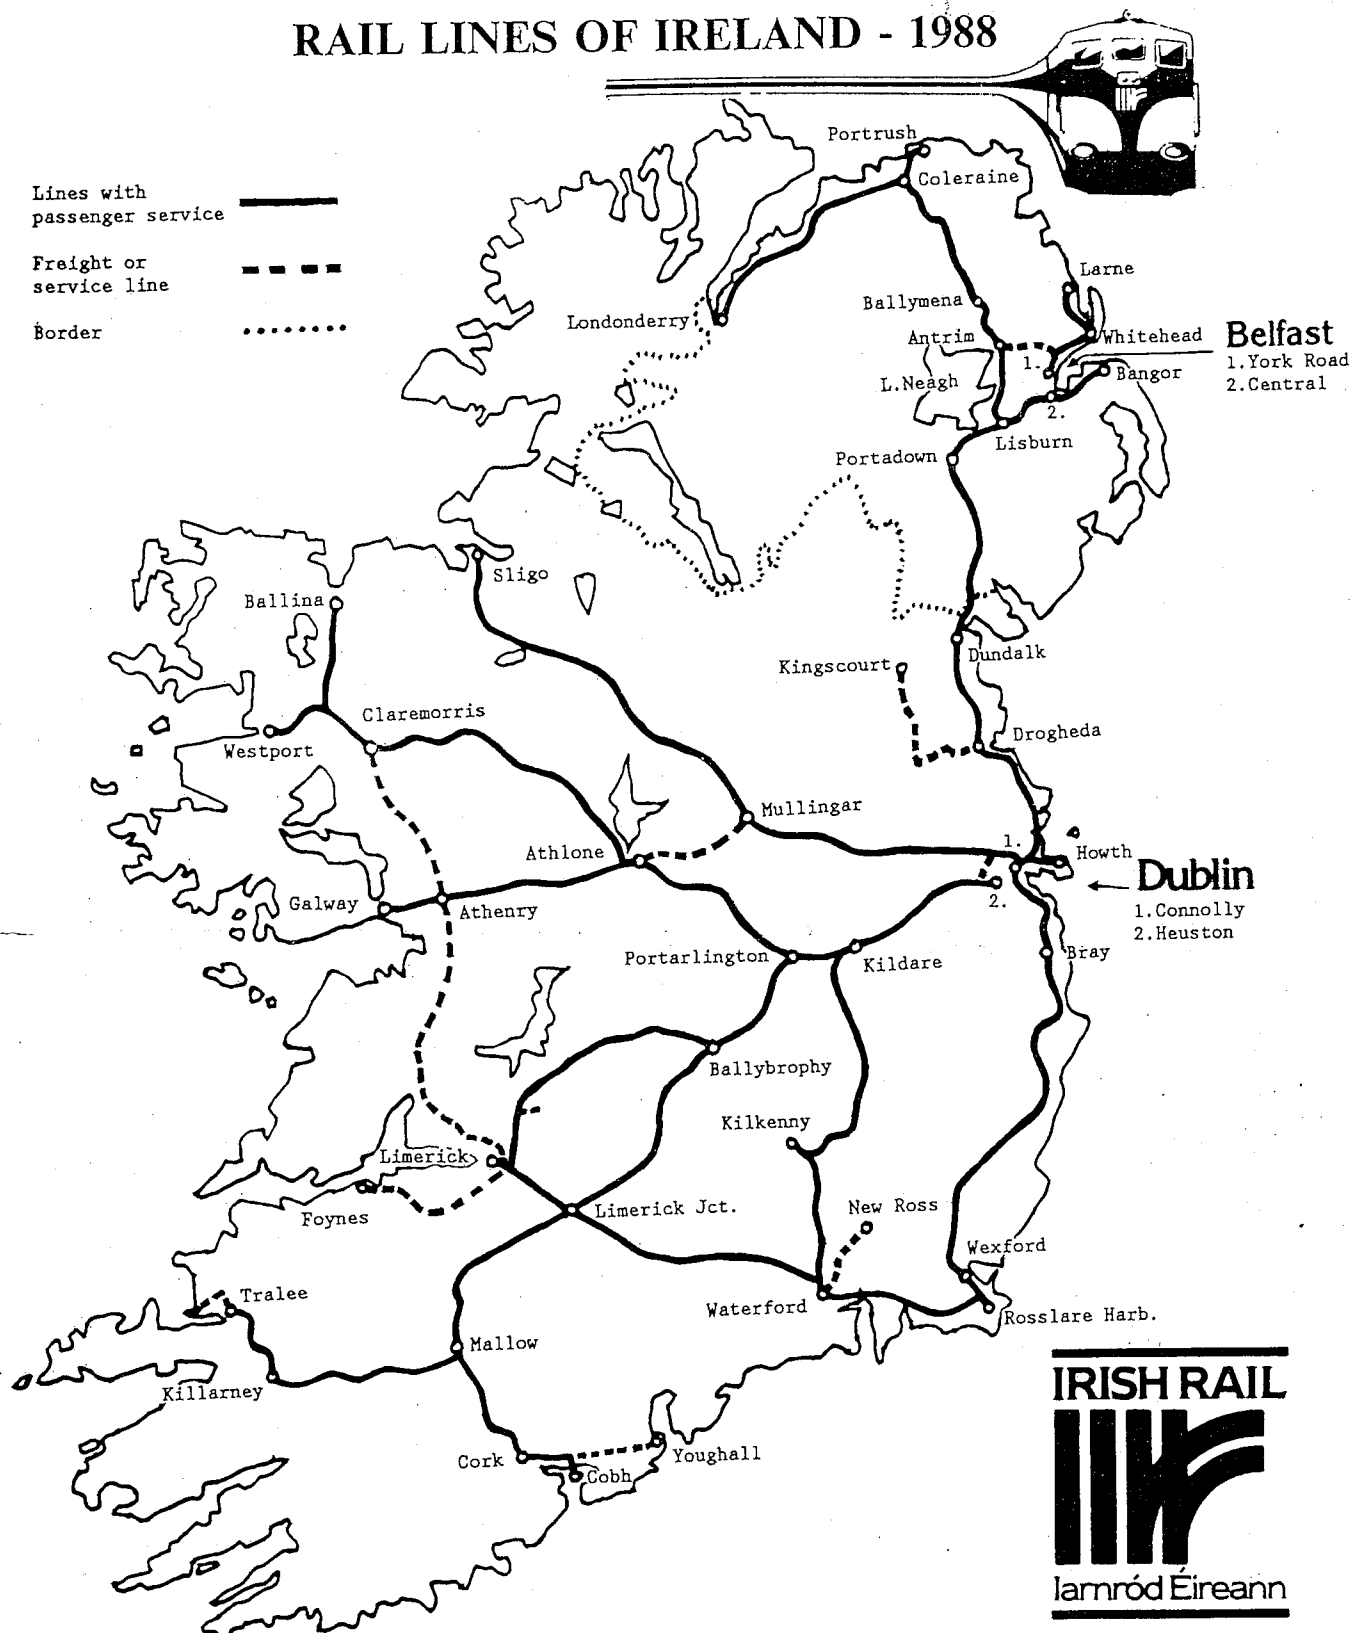 RAIL LINES OF IRELAND - 1988
Lines with
passenger service
Freight or
service line
Border
Portrush
Coleraine
Larne
Ballymena
Londonderry
Antrim
Whitehead
Belfast
1.York Road
2.Central
1.
Bangor
L.Neagh
2.
Lisburn
Portadown
Sligo
Ballina
Dundalk
Kingscourt
Claremorris
Westport
Drogheda
Mullingar
1.
Howth
Athlone
Dublin
1.Connolly
2.Heuston
Galway
Athenry
2.
Bray
Portarlington
Kildare
Ballybrophy
Kilkenny
Limerick
Foynes
Limerick Jct.
New Ross
Wexford
Tralee
Waterford
Rosslare Harb.
Mallow
Killarney
Cork
Cobh
Youghall
IRISH RAIL
Iarnród Éireann